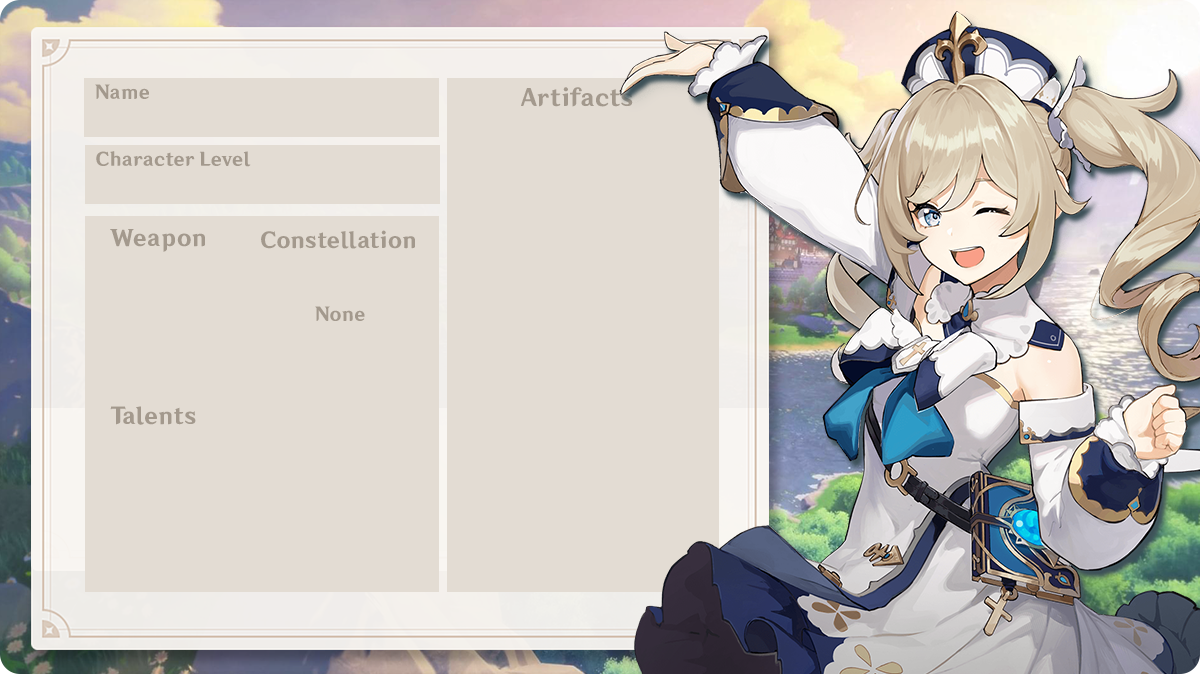 Name
Character Level
Weapon
Constellation
None
Talents
Artifacts